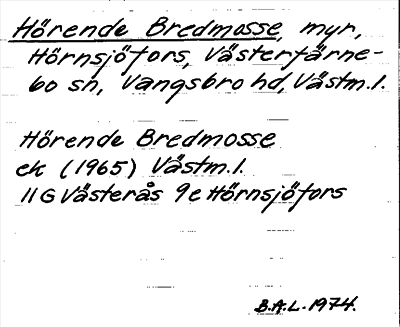 Hörende Bredmosse, myr,
Hörnsjöfors, Västerfärne-
bo sn, Vangsbro hd, Västm.l.
Hörende Bredmosse
ek (1965) Västm.l.
11G Västerås 9e Hörnsjöfors
B.A.L. 1974.